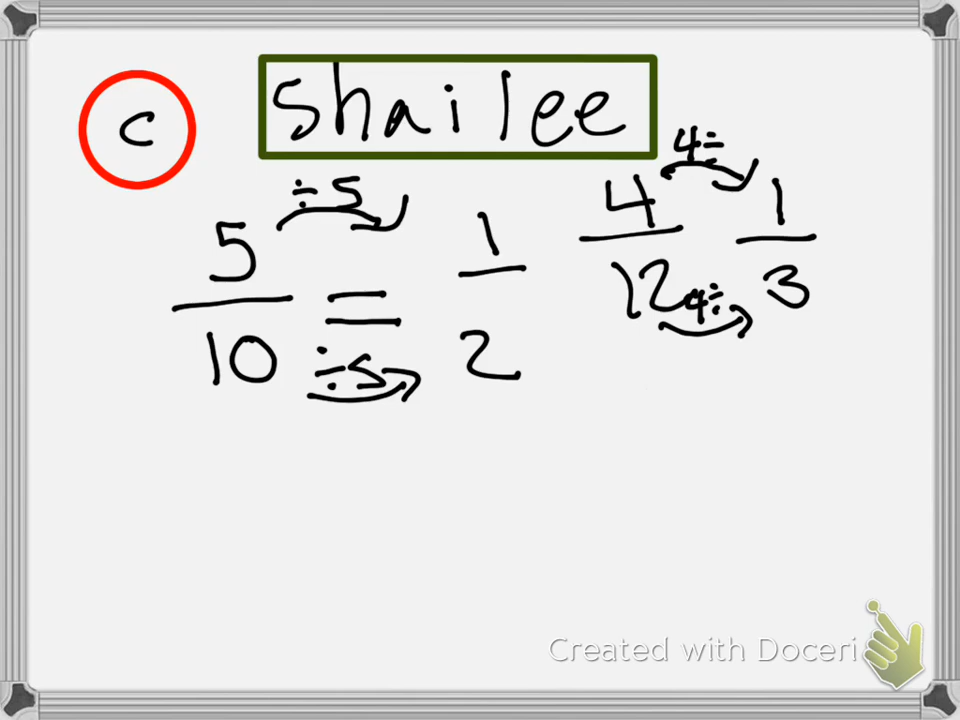 c
Shailee
÷5 4÷
5/10 = 1/2 4/12 1/3
÷5 4÷
Created with Doceri